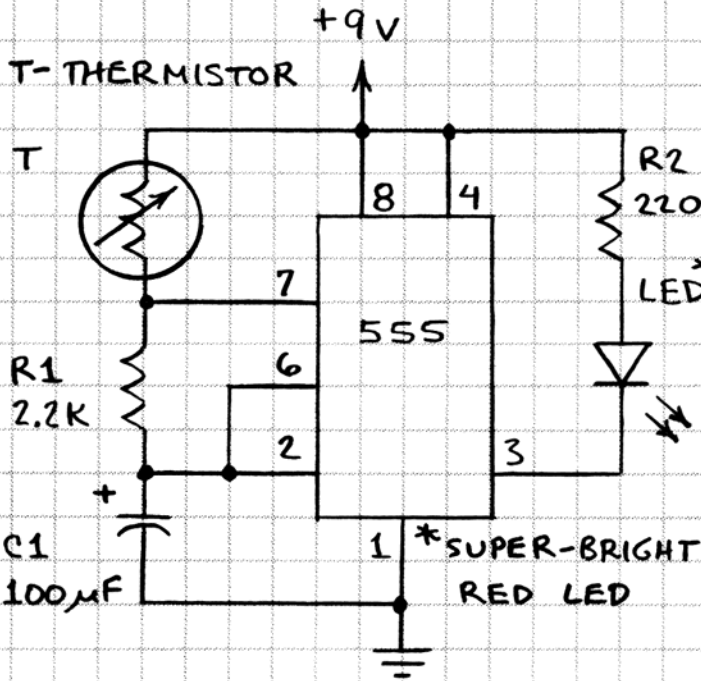 +9V
T-THERMISTOR
T
R2
220
8
4
LED*
7
555
R1
2.2K
6
2
3
+
C1
100µF
1
*SUPER-BRIGHT
RED LED